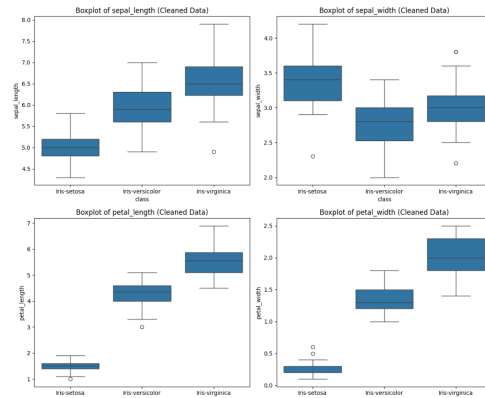 Boxplot of sepal_length (Cleaned Data)
8.0
7.5
7.0
6.5
6.0
5.5
5.0
4.5
sepal_length
Iris-setosa Iris-versicolor Iris-virginica
class
Boxplot of sepal_width (Cleaned Data)
4.0
3.5
3.0
2.5
2.0
sepal_width
Iris-setosa Iris-versicolor Iris-virginica
class
Boxplot of petal_length (Cleaned Data)
7
6
5
4
3
2
1
petal_length
Iris-setosa Iris-versicolor Iris-virginica
Boxplot of petal_width (Cleaned Data)
2.5
2.0
1.5
1.0
0.5
0.0
petal_width
Iris-setosa Iris-versicolor Iris-virginica